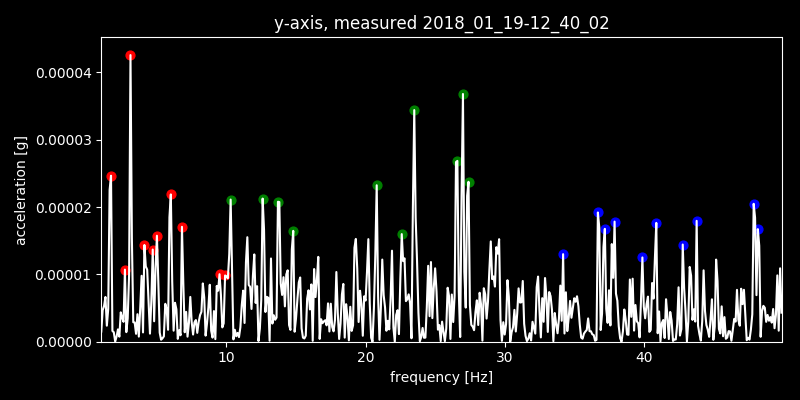 y-axis, measured 2018_01_19-12_40_02
0.00004
0.00003
0.00002
0.00001
0.00000
acceleration [g]
10 20 30 40
frequency [Hz]